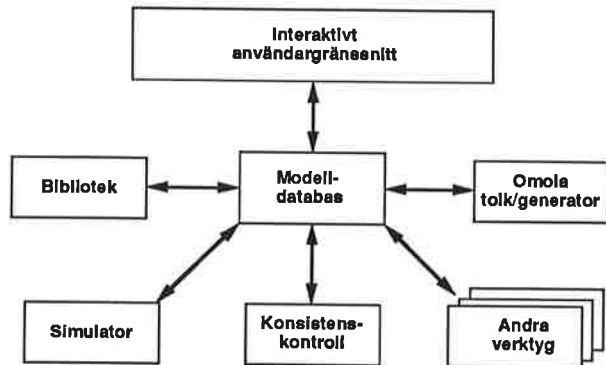 Interaktivt
användargränssnitt
Bibliotek
Modell-
databas
Omola
tolk/generator
Simulator
Konsistens-
kontroll
Andra
verktyg